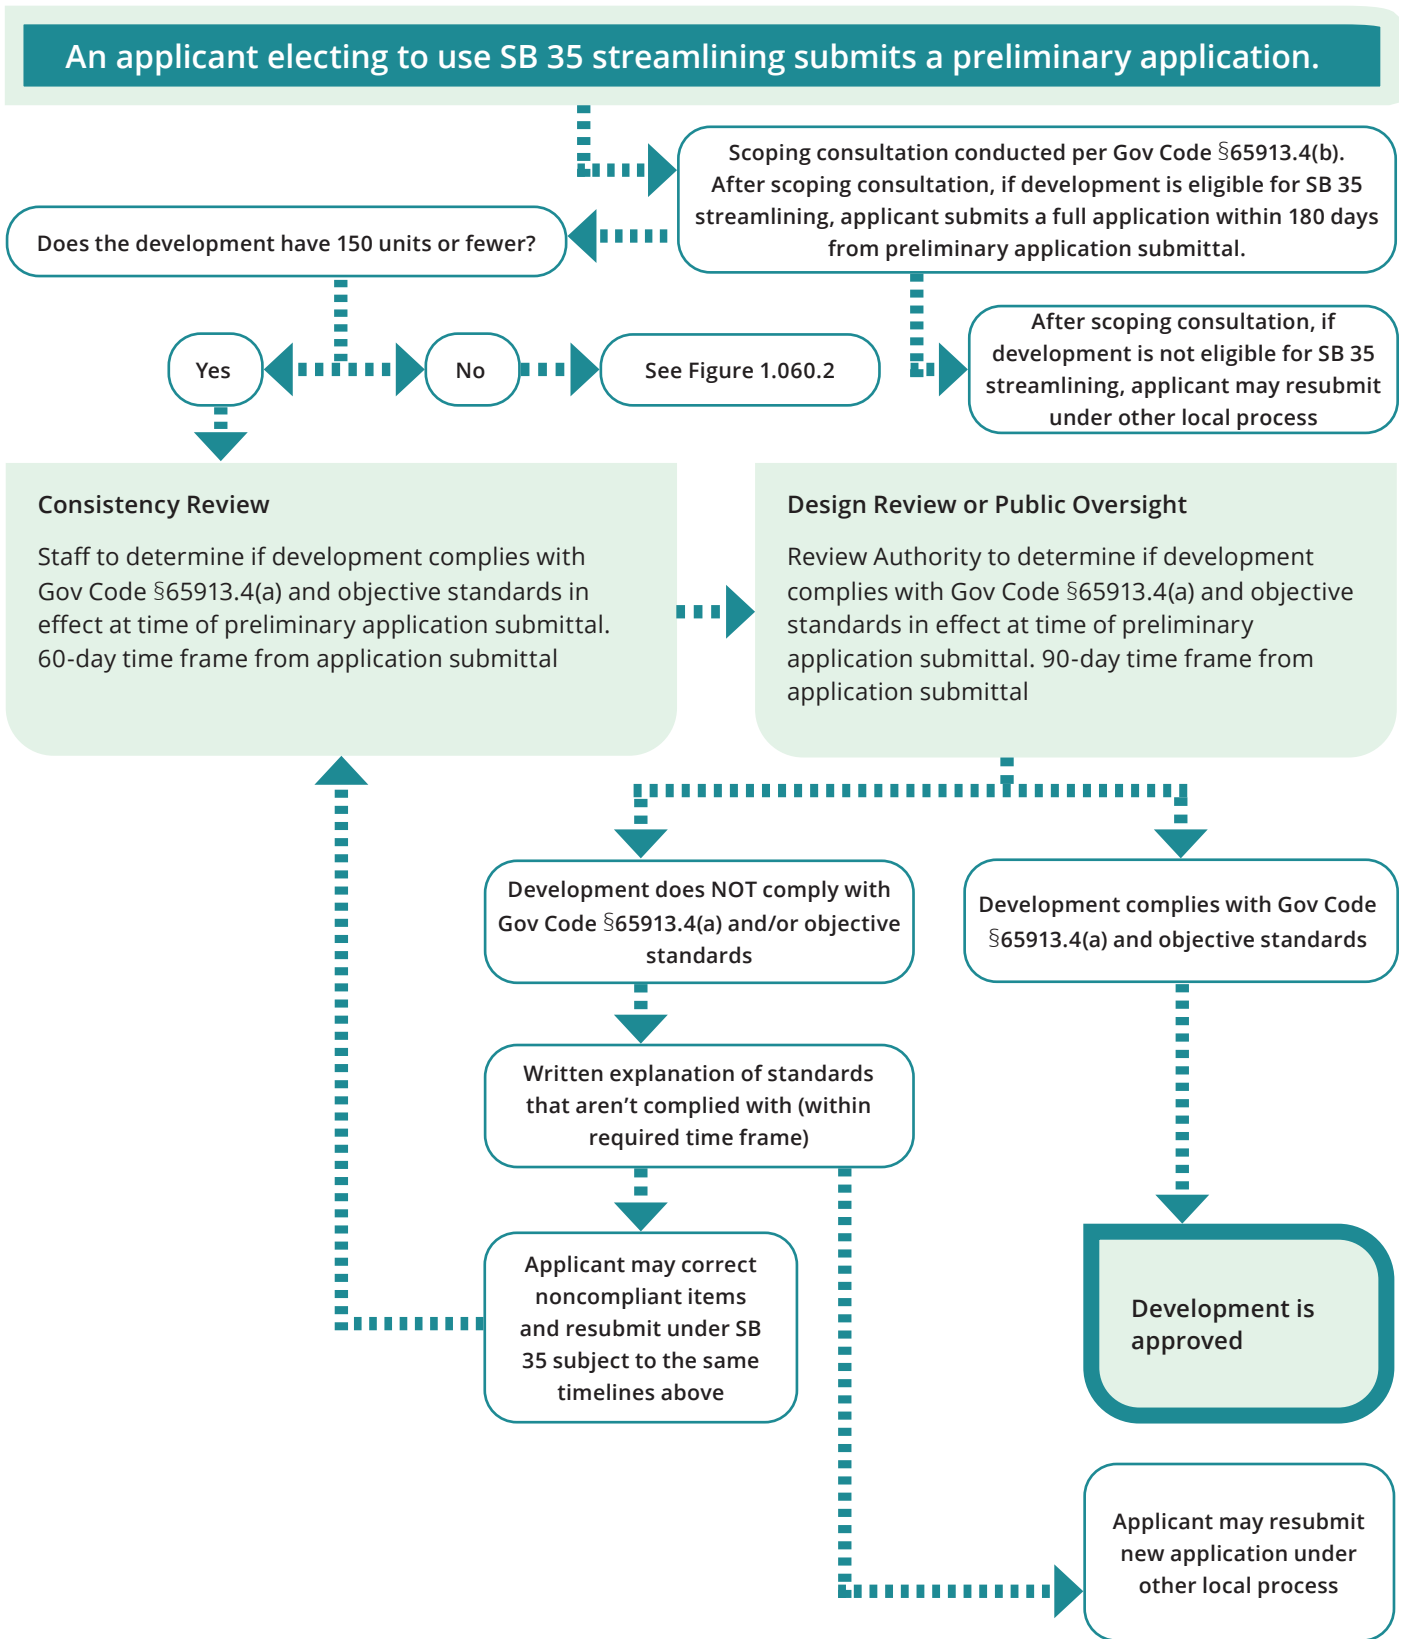 An applicant electing to use SB 35 streamlining submits a preliminary application.
Scoping consultation conducted per Gov Code §65913.4(b).
After scoping consultation, if development is eligible for SB 35
streamlining, applicant submits a full application within 180 days
from preliminary application submittal.
Does the development have 150 units or fewer?
After scoping consultation, if
development is not eligible for SB 35
streamlining, applicant may resubmit
under other local process
Yes
No
See Figure 1.060.2
Consistency Review
Staff to determine if development complies with
Gov Code §65913.4(a) and objective standards in
effect at time of preliminary application submittal.
60-day time frame from application submittal
Design Review or Public Oversight
Review Authority to determine if development
complies with Gov Code §65913.4(a) and objective
standards in effect at time of preliminary
application submittal. 90-day time frame from
application submittal
Development does NOT comply with
Gov Code §65913.4(a) and/or objective
standards
Development complies with Gov Code
§65913.4(a) and objective standards
Written explanation of standards
that aren’t complied with (within
required time frame)
Applicant may correct
noncompliant items
and resubmit under SB
35 subject to the same
timelines above
Development is
approved
Applicant may resubmit
new application under
other local process